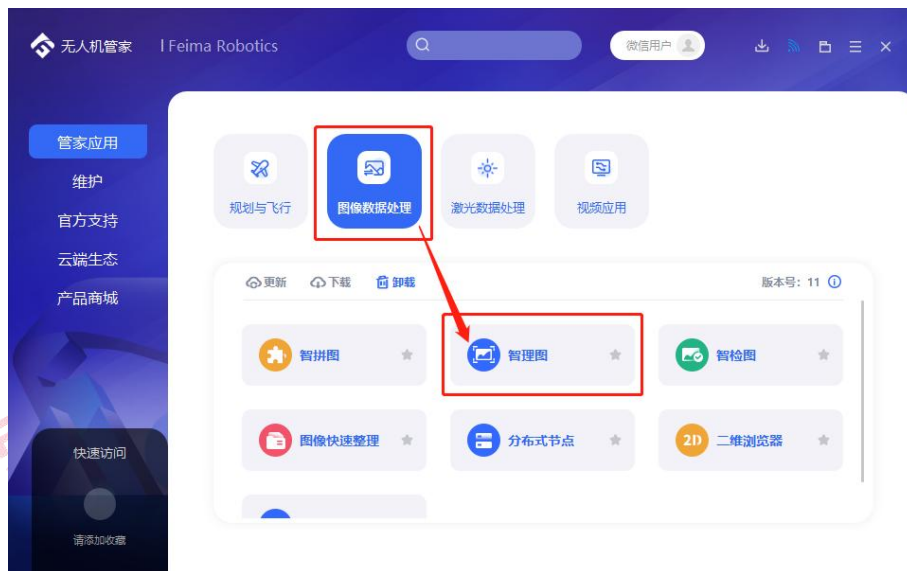 无人机管家 | Feima Robotics
微信用户
管家应用
维护
官方支持
云端生态
产品商城
快速访问
请添加收藏
规划与飞行
图像数据处理
激光数据处理
视频应用
更新
下载
卸载
版本号：11
智拼图
智理图
智检图
图像快速整理
分布式节点
2D
二维浏览器